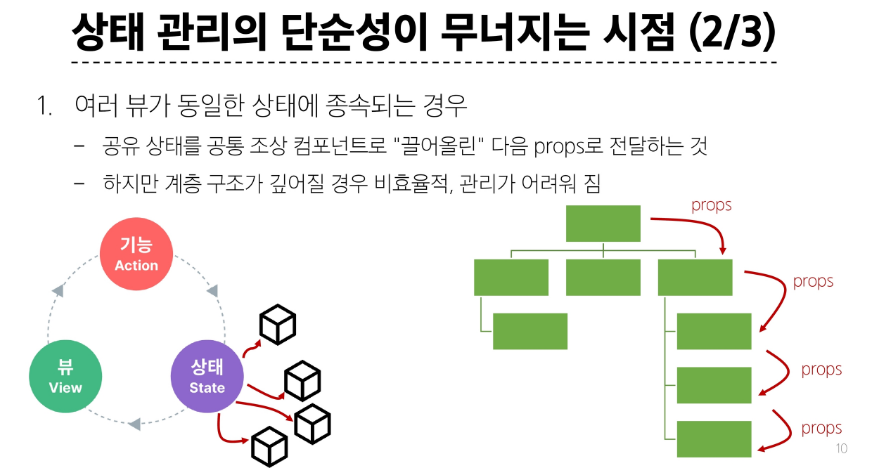 상태 관리의 단순성이 무너지는 시점 (2/3)
1. 여러 뷰가 동일한 상태에 종속되는 경우
– 공유 상태를 공통 조상 컴포넌트로 "끌어올린" 다음 props로 전달하는 것
– 하지만 계층 구조가 깊어질 경우 비효율적, 관리가 어려워 짐
기능
Action
뷰
View
상태
State
props
props
props
props
10